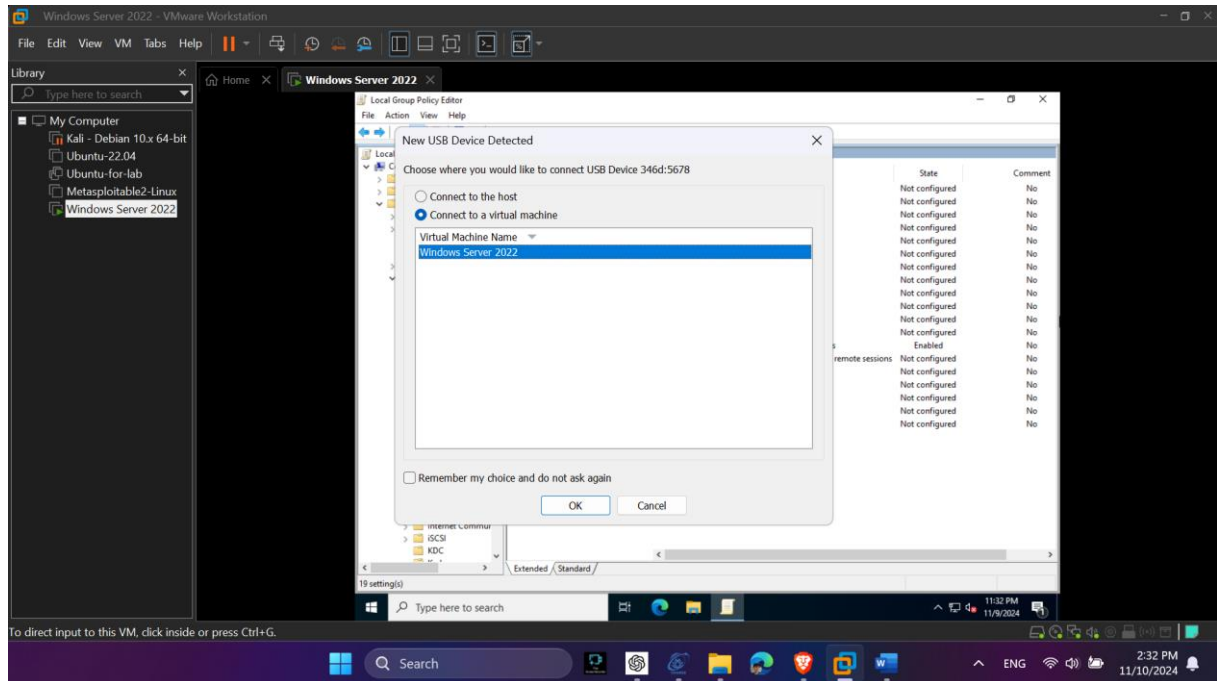 Windows Server 2022 - VMware Workstation
File Edit View VM Tabs Help
Library
Type here to search
My Computer
Kali - Debian 10.x 64-bit
Ubuntu-22.04
Ubuntu-for-lab
Metasploitable2-Linux
Windows Server 2022
Home
Windows Server 2022
Local Group Policy Editor
File Action View Help
Local
C
New USB Device Detected
Choose where you would like to connect USB Device 346d:5678
Connect to the host
Connect to a virtual machine
Virtual Machine Name
Windows Server 2022
Remember my choice and do not ask again
OK Cancel
State Comment
Not configured No
Not configured No
Not configured No
Not configured No
Not configured No
Not configured No
Not configured No
Not configured No
Not configured No
Not configured No
Not configured No
Not configured No
s Enabled No
remote sessions Not configured No
Not configured No
Not configured No
Not configured No
Not configured No
Not configured No
Internet Commur
iSCSI
KDC
Extended Standard
19 setting(s)
Type here to search
11:32 PM
11/9/2024
To direct input to this VM, click inside or press Ctrl+G.
Search
ENG
2:32 PM
11/10/2024